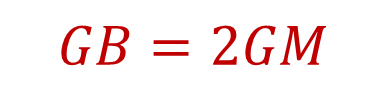 GB = 2GM